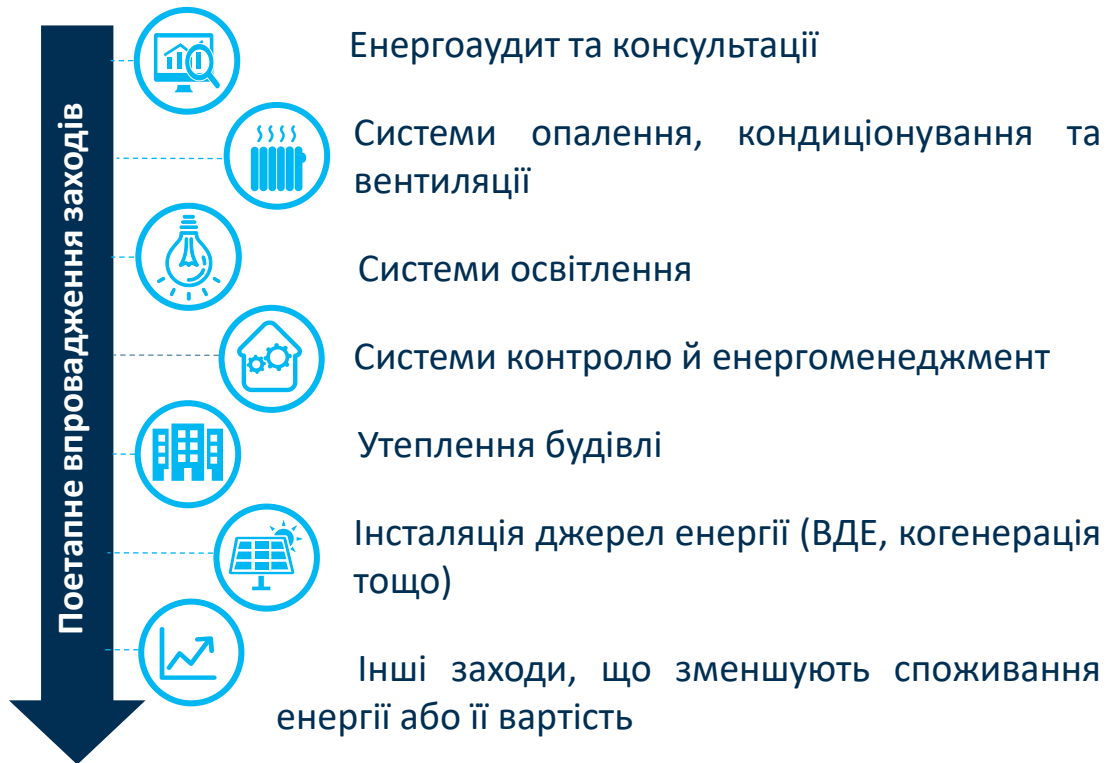 Поетапне впровадження заходів
Енергоаудит та консультації
Системи опалення, кондиціонування та
вентиляції
Системи освітлення
Системи контролю й енергоменеджмент
Утеплення будівлі
Інсталяція джерел енергії (ВДЕ, когенерація
тощо)
Інші заходи, що зменшують споживання
енергії або її вартість